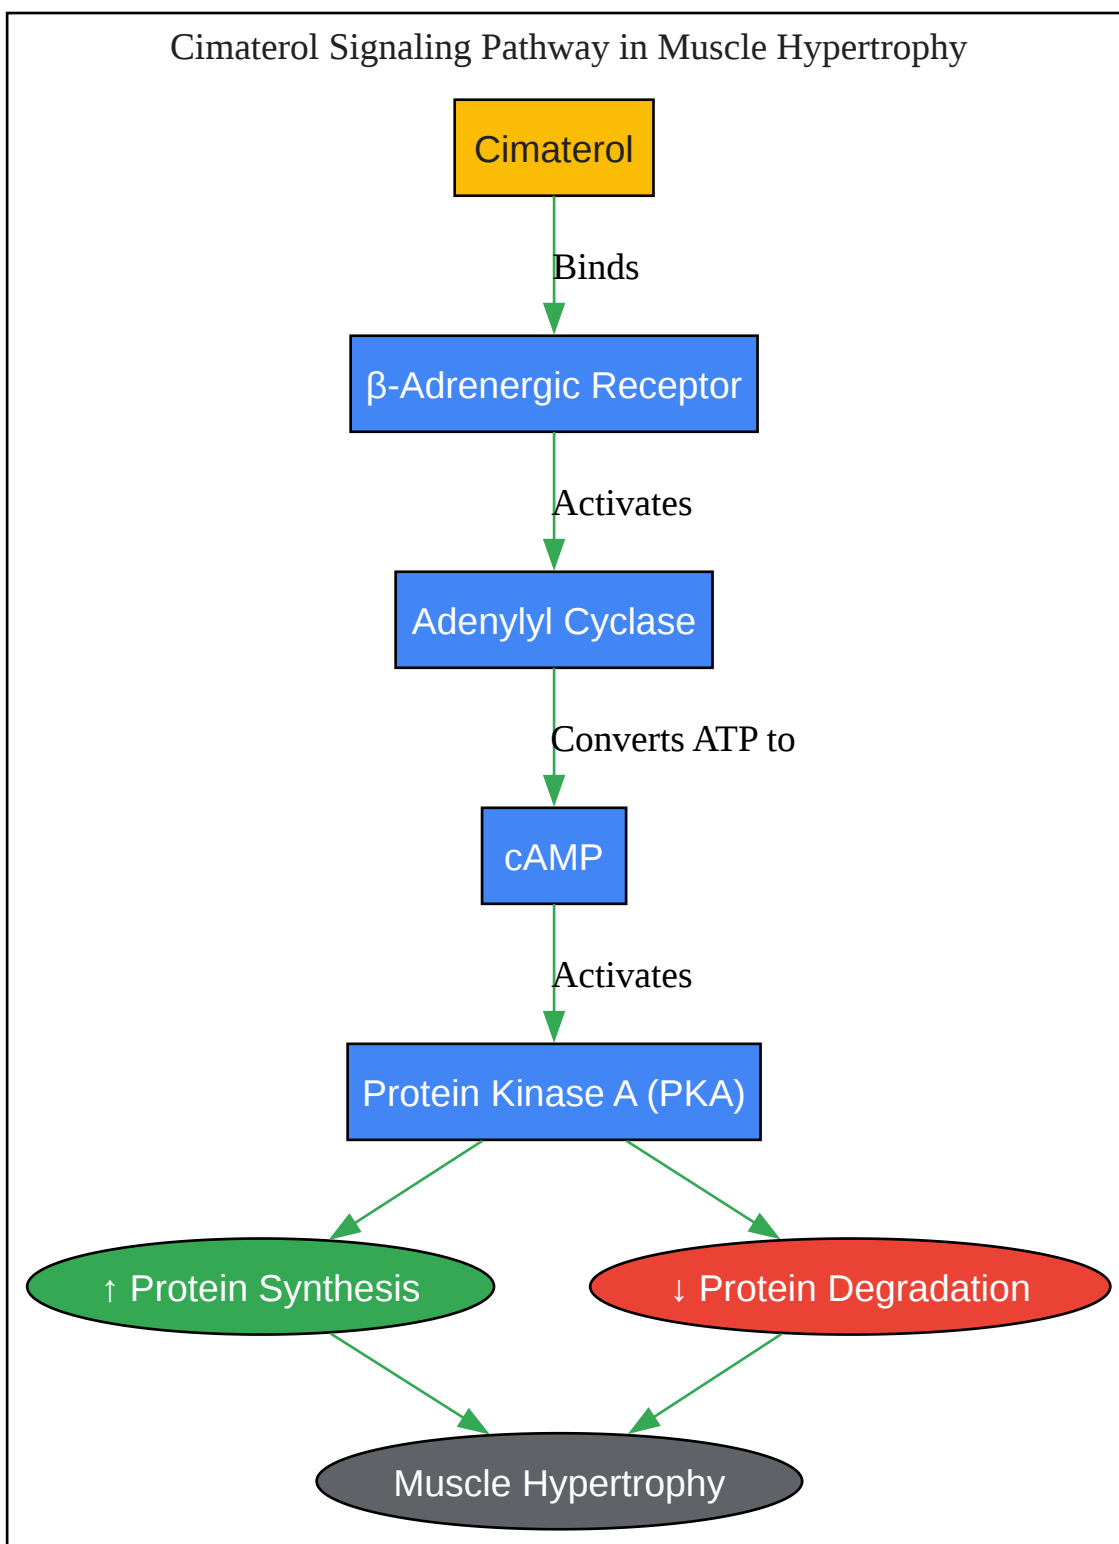 Cimaterol Signaling Pathway in Muscle Hypertrophy
Cimaterol
Binds
β-Adrenergic Receptor
Activates
Adenylyl Cyclase
Converts ATP to
cAMP
Activates
Protein Kinase A (PKA)
↑ Protein Synthesis
↓ Protein Degradation
Muscle Hypertrophy